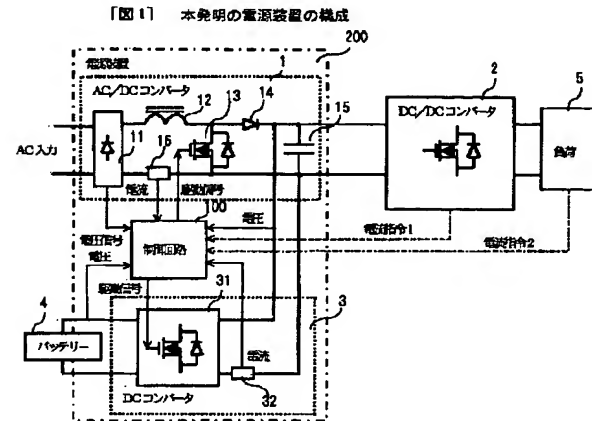 ［図1］ 本発明の電源装置の構成
200
電源装置
1
AC／DCコンバータ
12
13
14
15
2
DC／DCコンバータ
5
負荷
AC入力
11
16
電流
駆動信号
100
電圧
電圧信号
電圧
制御回路
電流指令1
電流指令2
駆動信号
31
3
4
バッテリー
電流
32
DCコンバータ